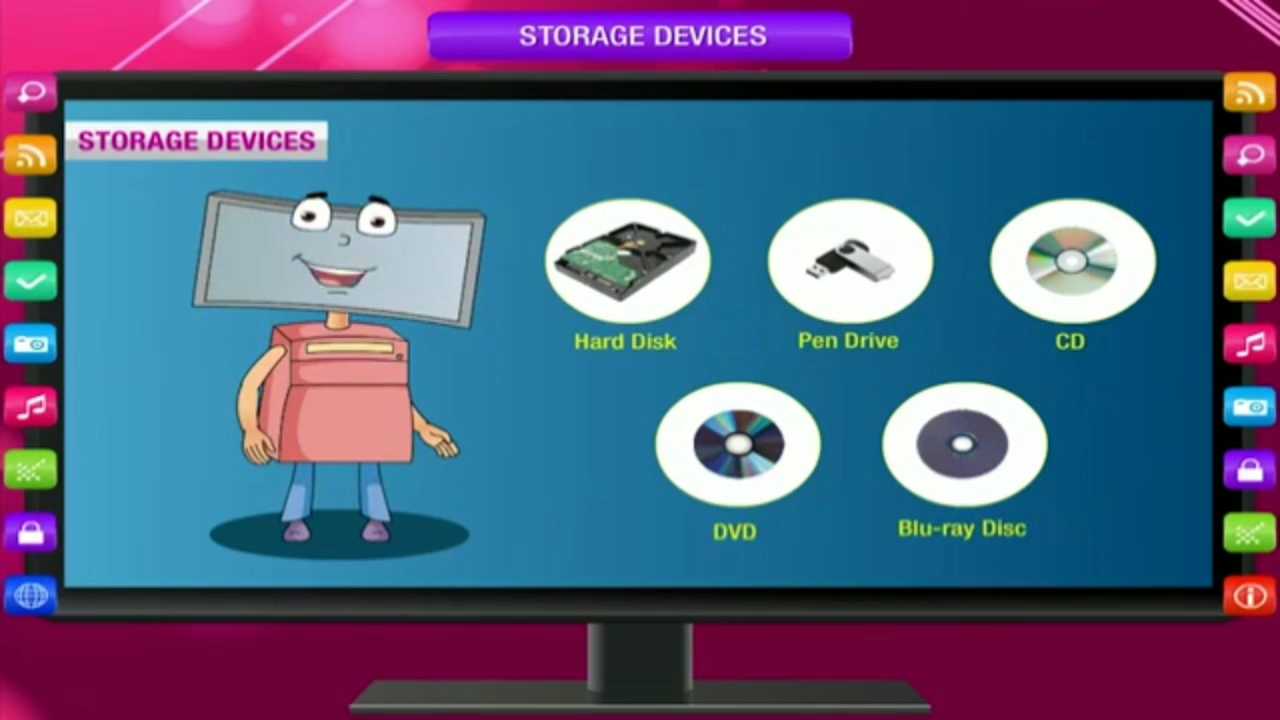 STORAGE DEVICES
STORAGE DEVICES
Hard Disk
Pen Drive
CD
DVD
Blu-ray Disc